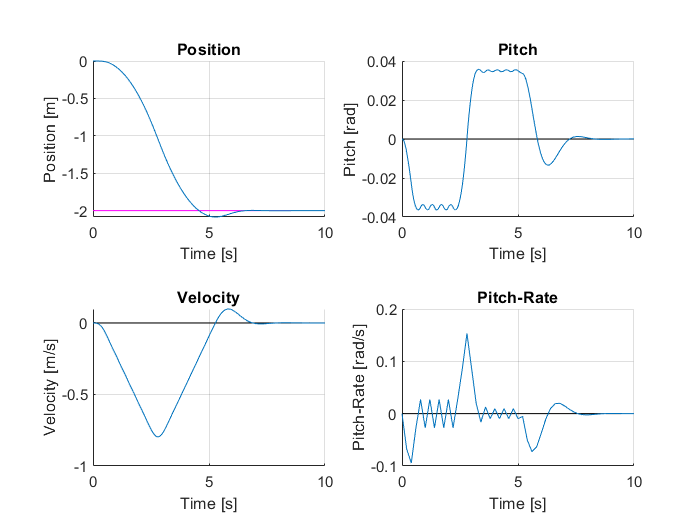 Position
Position [m]
0
-0.5
-1
-1.5
-2
0
5
10
Time [s]
Pitch
Pitch [rad]
0.04
0.02
0
-0.02
-0.04
0
5
10
Time [s]
Velocity
Velocity [m/s]
0
-0.5
-1
0
5
10
Time [s]
Pitch-Rate
Pitch-Rate [rad/s]
0.2
0.1
0
-0.1
0
5
10
Time [s]